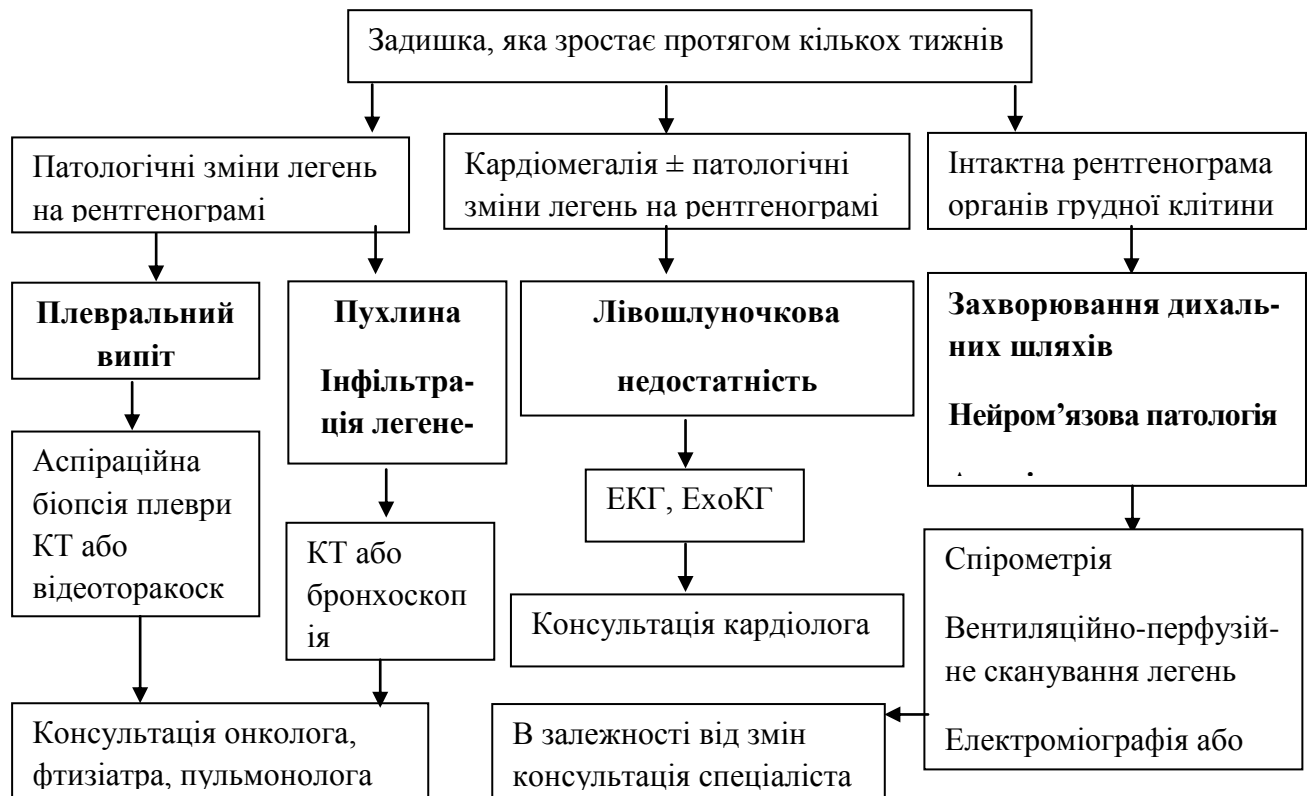 Задишка, яка зростає протягом кількох тижнів
Патологічні зміни легень
на рентгенограмі
Кардіомегалія ± патологічні
зміни легень на рентгенограмі
Інтактна рентгенограма
органів грудної клітини
Плевральний
випіт
Пухлина
Інфільтра-
ція легене-
Лівошлуночкова
недостатність
Захворювання дихаль-
них шляхів
Нейром’язова патологія
Аспіраційна
біопсія плеври
КТ або
відеоторакоск
КТ або
бронхоскоп
ія
ЕКГ, ЕхоКГ
Консультація кардіолога
Спірометрія
Вентиляційно-перфузій-
не сканування легень
Електроміографія або
Консультація онколога,
фтизіатра, пульмонолога
В залежності від змін
консультація спеціаліста